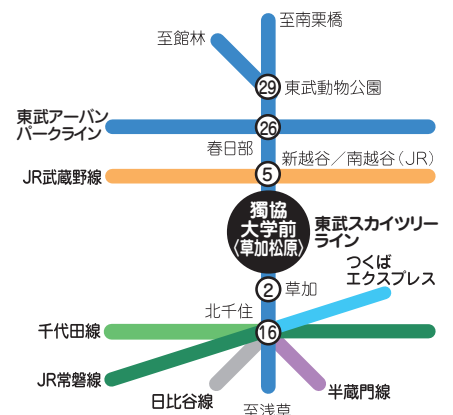 至南栗橋
至館林
29 東武動物公園
東武アーバン
パークライン
26
春日部
新越谷／南越谷（JR）
JR武蔵野線
5
獨協
大学前
〈草加松原〉
東武スカイツリー
ライン
つくば
エクスプレス
2 草加
北千住
千代田線
16
JR常磐線
日比谷線
半蔵門線
至浅草